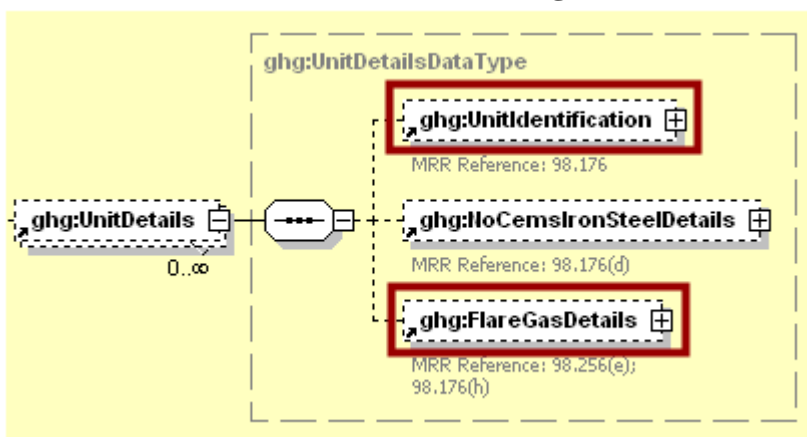 ghg:UnitDetailsDataType
ghg:UnitIdentification
MRR Reference: 98.176
ghg:UnitDetails
0..∞
ghg:NoCemsIronSteelDetails
MRR Reference: 98.176(d)
ghg:FlareGasDetails
MRR Reference: 98.256(e);
98.176(h)